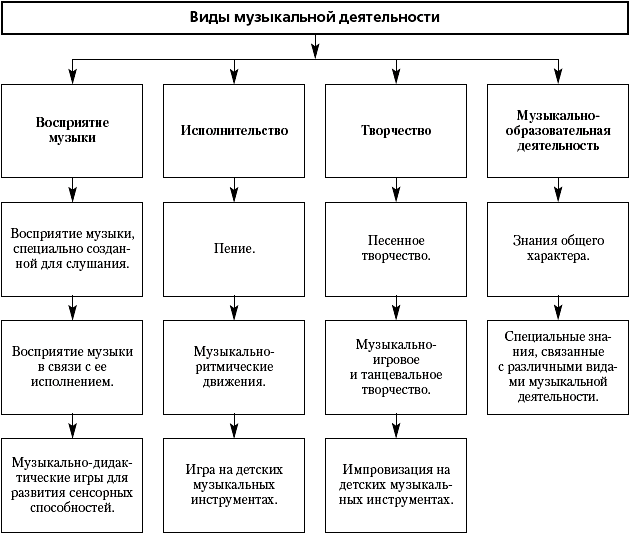 Виды музыкальной деятельности
Восприятие
музыки
Исполнительство
Творчество
Музыкально-
образовательная
деятельность
Восприятие музыки,
специально создан-
ной для слушания.
Пение.
Песенное
творчество.
Знания общего
характера.
Восприятие музыки
в связи с ее
исполнением.
Музыкально-
ритмические
движения.
Музыкально-
игровое
и танцевальное
творчество.
Специальные зна-
ния, связанные
с различными вида-
ми музыкальной
деятельности.
Музыкально-дидак-
тические игры для
развития сенсорных
способностей.
Игра на детских
музыкальных
инструментах.
Импровизация на
детских музыкаль-
ных инструментах.